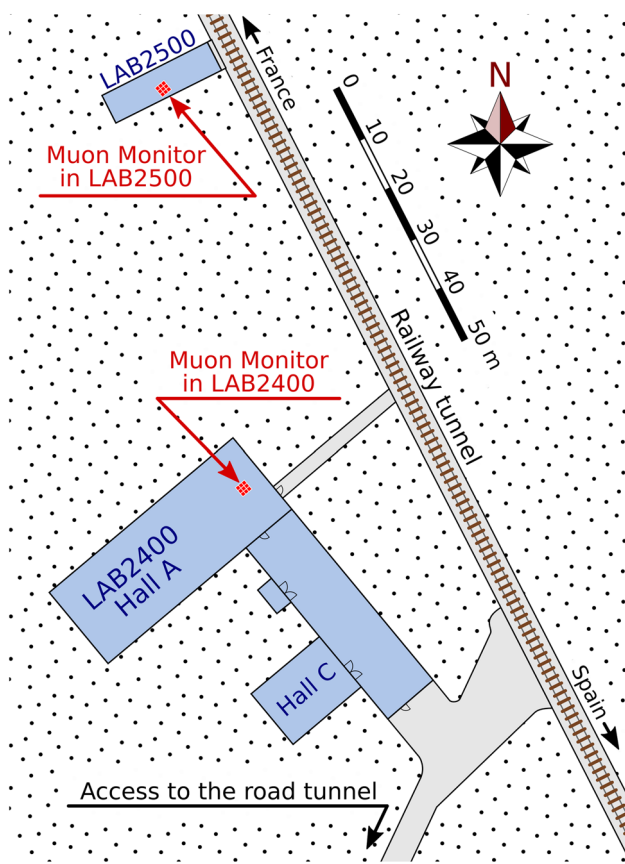 LAB2500
France
N
0
10
20
30
40
50 m
Muon Monitor
in LAB2500
Railway tunnel
Muon Monitor
in LAB2400
LAB2400
Hall A
Hall C
Spain
Access to the road tunnel